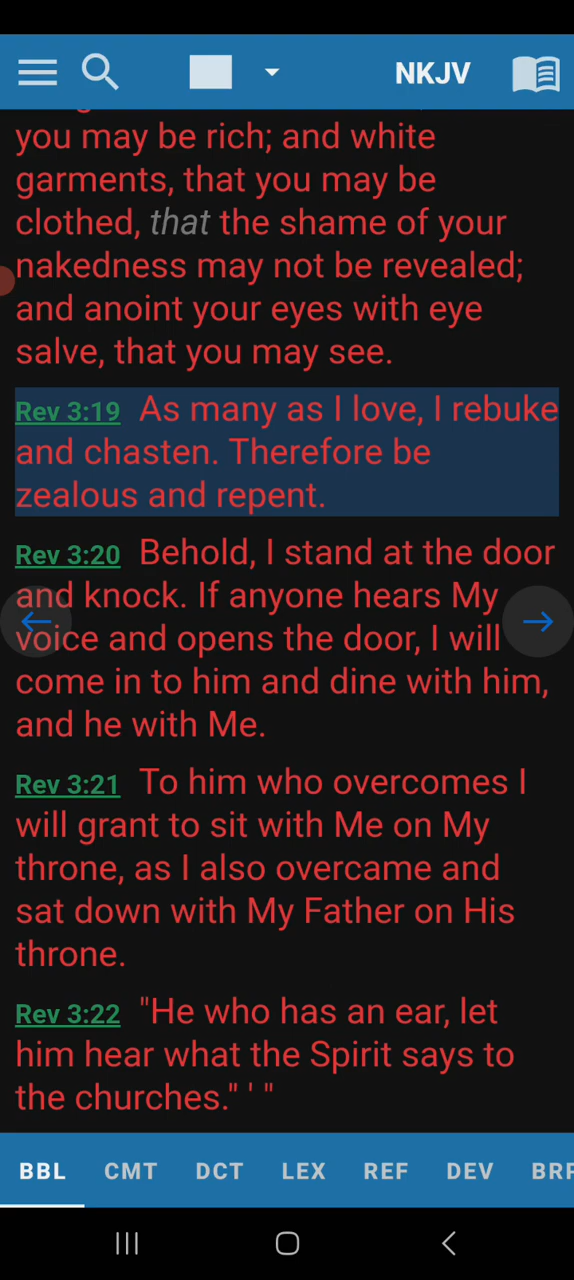 NKJV
you may be rich; and white
garments, that you may be
clothed, that the shame of your
nakedness may not be revealed;
and anoint your eyes with eye
salve, that you may see.
Rev 3:19 As many as I love, I rebuke
and chasten. Therefore be
zealous and repent.
Rev 3:20 Behold, I stand at the door
and knock. If anyone hears My
voice and opens the door, I will
come in to him and dine with him,
and he with Me.
Rev 3:21 To him who overcomes I
will grant to sit with Me on My
throne, as I also overcame and
sat down with My Father on His
throne.
Rev 3:22 "He who has an ear, let
him hear what the Spirit says to
the churches." ' "
BBL CMT DCT LEX REF DEV